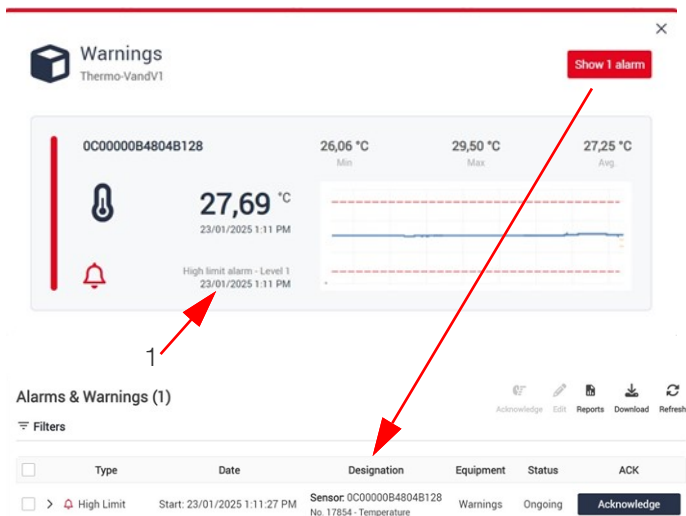 Warnings
Thermo-VandV1
Show 1 alarm
0C00000B4804B128
26,06 °C
Min
29,50 °C
Max
27,25 °C
Avg.
27,69 °C
23/01/2025 1:11 PM
High limit alarm - Level 1
23/01/2025 1:11 PM
1
Alarms & Warnings (1)
Acknowledge Edit Reports Download Refresh
Filters
Type Date Designation Equipment Status ACK
High Limit Start: 23/01/2025 1:11:27 PM Sensor: 0C00000B4804B128 Warnings Ongoing Acknowledge
No. 17854 - Temperature